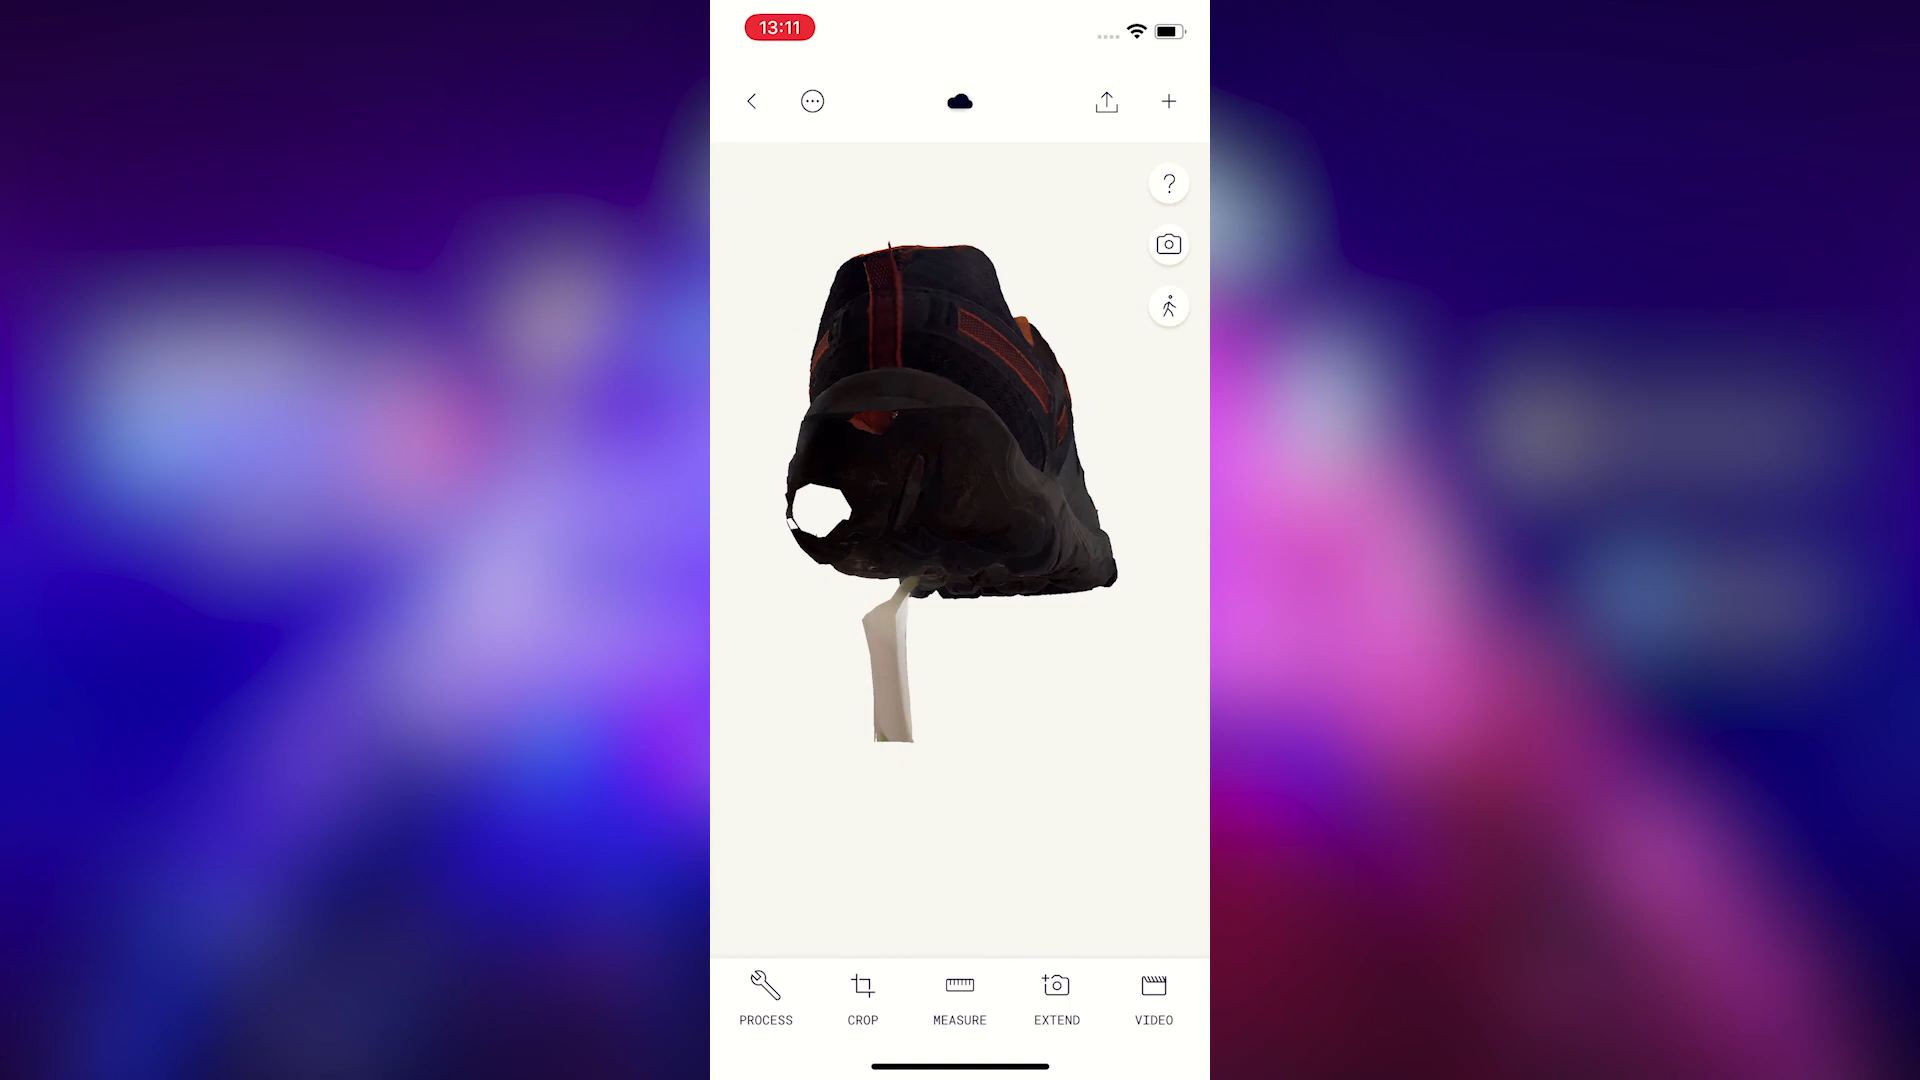 13:11
?
PROCESS
CROP
MEASURE
EXTEND
VIDEO